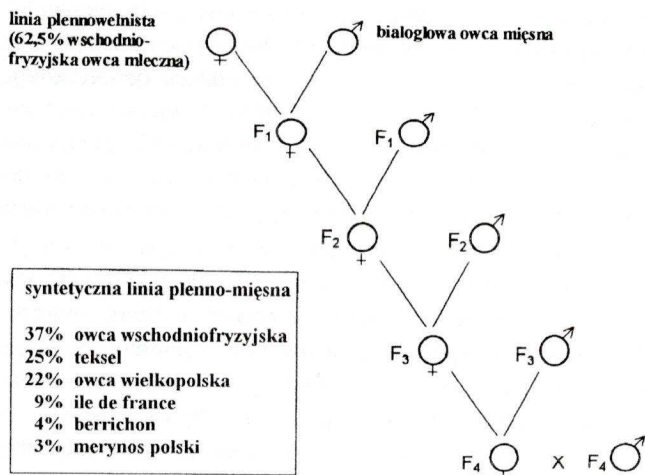 linia plennowełnista
(62,5% wschodnio-
fryzyjska owca mleczna)
białogłowa owca mięsna
F1
F1
F2
F2
F3
F3
F4 X F4
syntetyczna linia plenno-mięsna
37% owca wschodniofryzyjska
25% teksel
22% owca wielkopolska
9% ile de france
4% berrichon
3% merynos polski